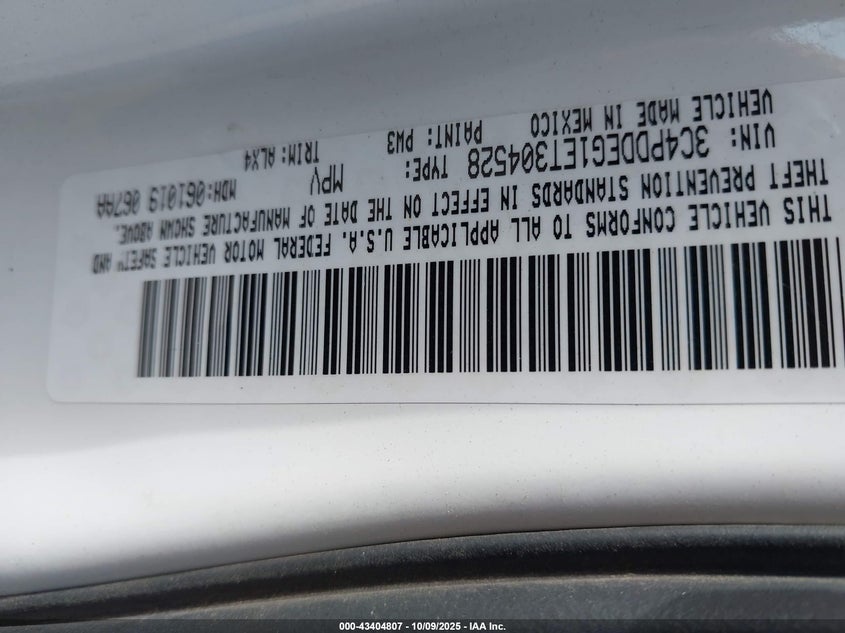 THIS VEHICLE CONFORMS TO ALL APPLICABLE U.S.A. FEDERAL MOTOR VEHICLE SAFETY AND
THEFT PREVENTION STANDARDS IN EFFECT ON THE DATE OF MANUFACTURE SHOWN ABOVE.
VIN: 3C4PDDEG1ET304528 TYPE: MPV MDH:061019 067AA
VEHICLE MADE IN MEXICO PAINT: PW3 TRIM:ALX4
000-43404807 - 10/09/2025 - IAA Inc.